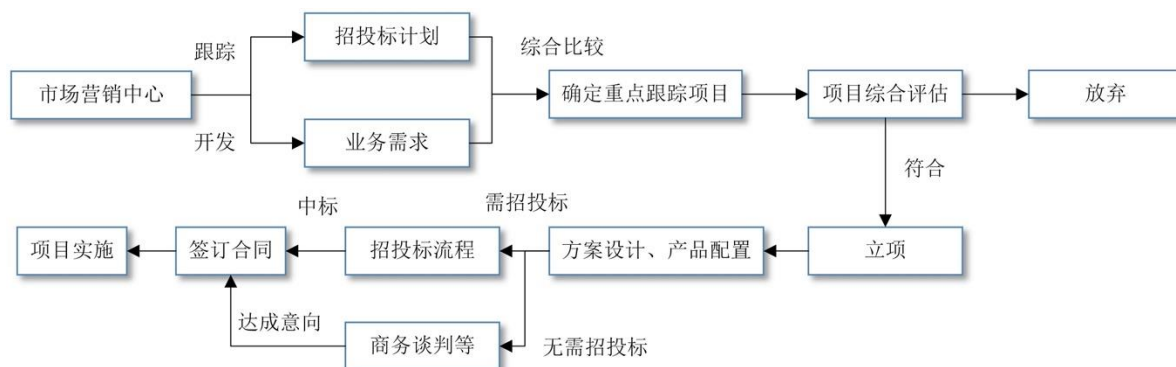 跟踪
招投标计划
综合比较
市场营销中心
确定重点跟踪项目
项目综合评估
放弃
开发
业务需求
符合
中标
需招投标
项目实施
签订合同
招投标流程
方案设计、产品配置
立项
达成意向
商务谈判等
无需招投标